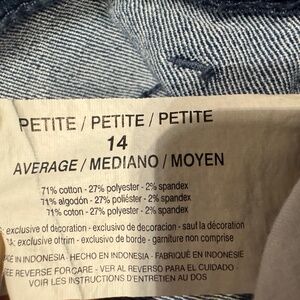 PETITE / PETITE / PETITE
14
AVERAGE / MEDIANO / MOYEN
71% cotton - 27% polyester - 2% spandex
71% algodón - 27% poliéster - 2% spandex
71% coton - 27% polyester - 2% spandex
exclusive of decoration - exclusivo de decoracion - sauf la décoration
exclusive of trim - exclusivo de borde - garniture non comprise
IN INDONESIA - HECHO EN INDONESIA - FABRIQUÉ EN INDONÉSIE
REVERSE FOR CARE - VER AL REVERSO PARA EL CUIDADO -
VOIR LES INSTRUCTIONS D'ENTRETIEN AU DOS